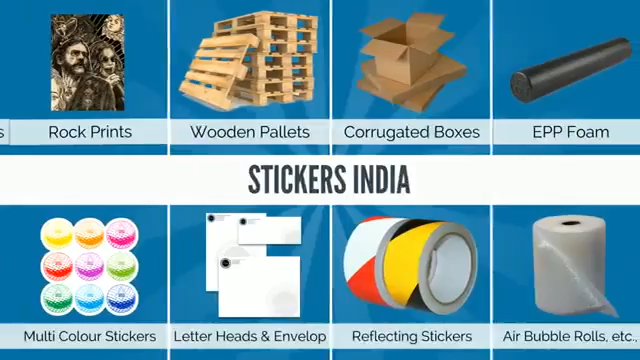 s
Rock Prints
Wooden Pallets
Corrugated Boxes
EPP Foam
STICKERS INDIA
Multi Colour Stickers
Letter Heads & Envelop
Reflecting Stickers
Air Bubble Rolls, etc.,